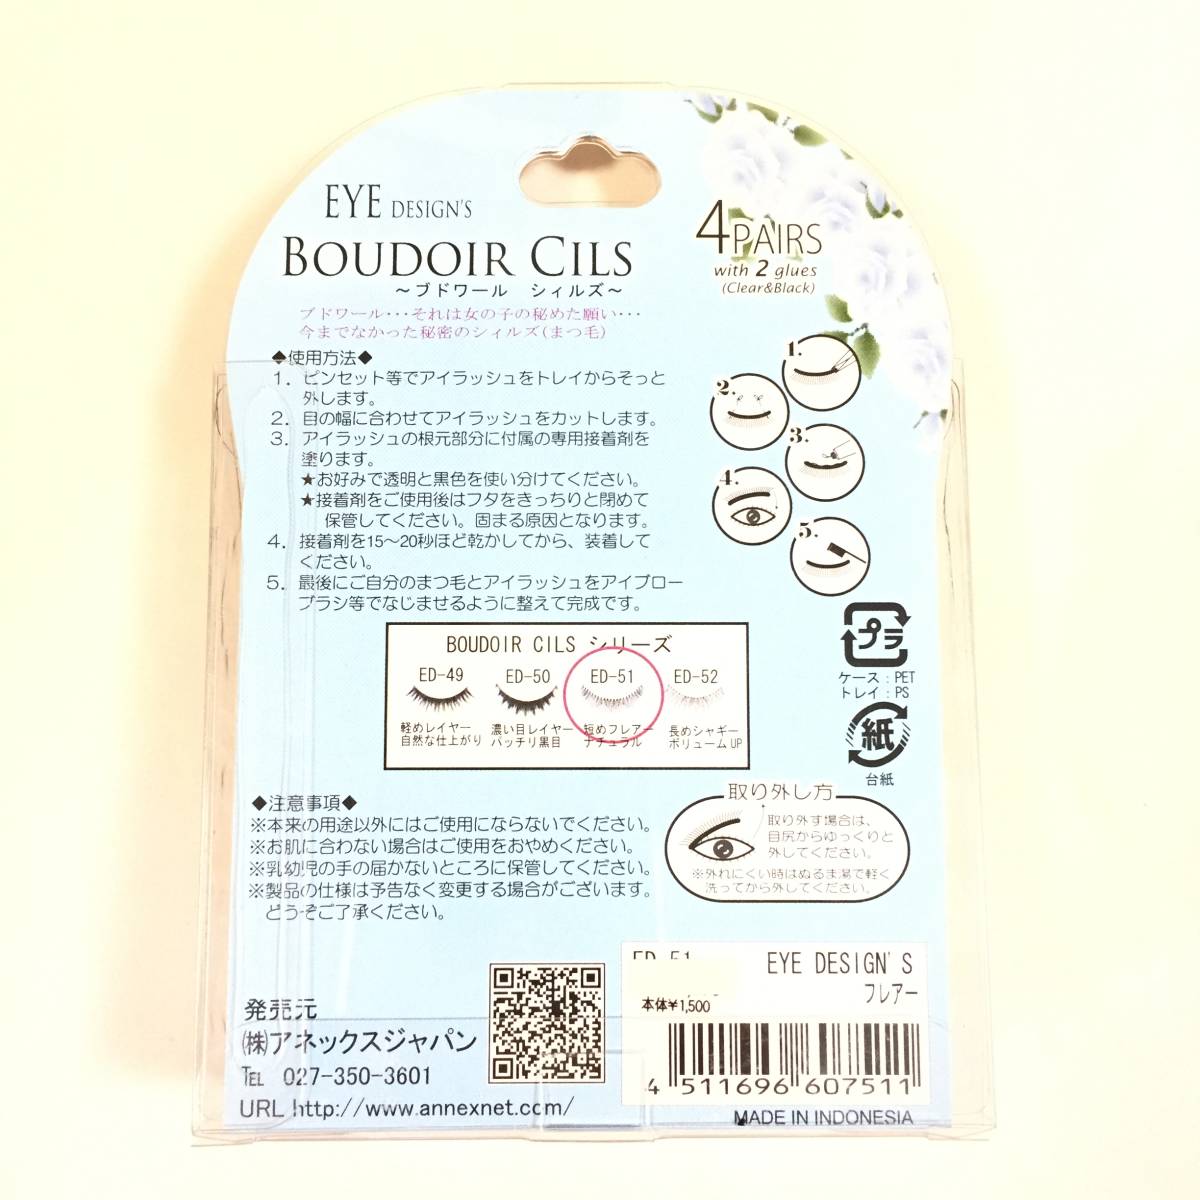 EYE DESIGN'S
BOUDOIR CILS
～ブドワール シィルズ～
4PAIRS
with 2 glues
(Clear&Black)
ブドワール･･･それは女の子の秘めた願い･･･
今までなかった秘密のシィルズ(まつ毛)
◆使用方法◆
1. ピンセット等でアイラッシュをトレイからそっと
外します。
2. 目の幅に合わせてアイラッシュをカットします。
3. アイラッシュの根元部分に付属の専用接着剤を
塗ります。
★お好みで透明と黒色を使い分けてください。
★接着剤をご使用後はフタをきっちりと閉めて
保管してください。固まる原因となります。
4. 接着剤を15～20秒ほど乾かしてから、装着して
ください。
5. 最後にご自分のまつ毛とアイラッシュをアイブロー
ブラシ等でなじませるように整えて完成です。
1.
2.
3.
4.
5.
BOUDOIR CILS シリーズ
ED-49 ED-50 ED-51 ED-52
軽めレイヤー 濃い目レイヤー 短めフレアー 長めシャギー
自然な仕上がり パッチリ黒目 ナチュラル ボリュームUP
プラ
ケース：PET
トレイ：PS
紙
台紙
◆注意事項◆
※本来の用途以外にはご使用にならないでください。
※お肌に合わない場合はご使用をおやめください。
※乳幼児の手の届かないところに保管してください。
※製品の仕様は予告なく変更する場合がございます。
どうぞご了承ください。
取り外し方
取り外す場合は、
目尻からゆっくりと
外してください。
※外れにくい時はぬるま湯で軽く
洗ってから外してください。
発売元
(株)アネックスジャパン
TEL 027-350-3601
URL http://www.annexnet.com/
ED-51 EYE DESIGN'S
フレアー
本体¥1,500
4 511696 607511
MADE IN INDONESIA